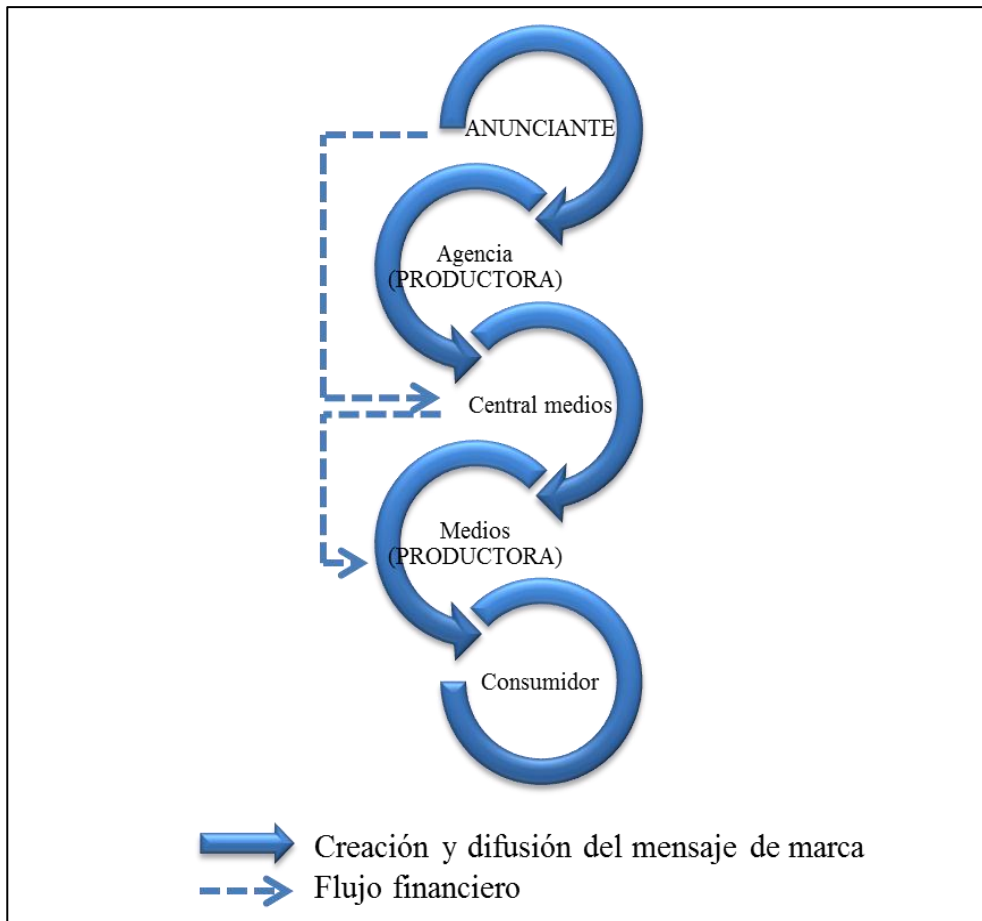 ANUNCIANTE
Agencia
(PRODUCTORA)
Central medios
Medios
(PRODUCTORA)
Consumidor
Creación y difusión del mensaje de marca
Flujo financiero